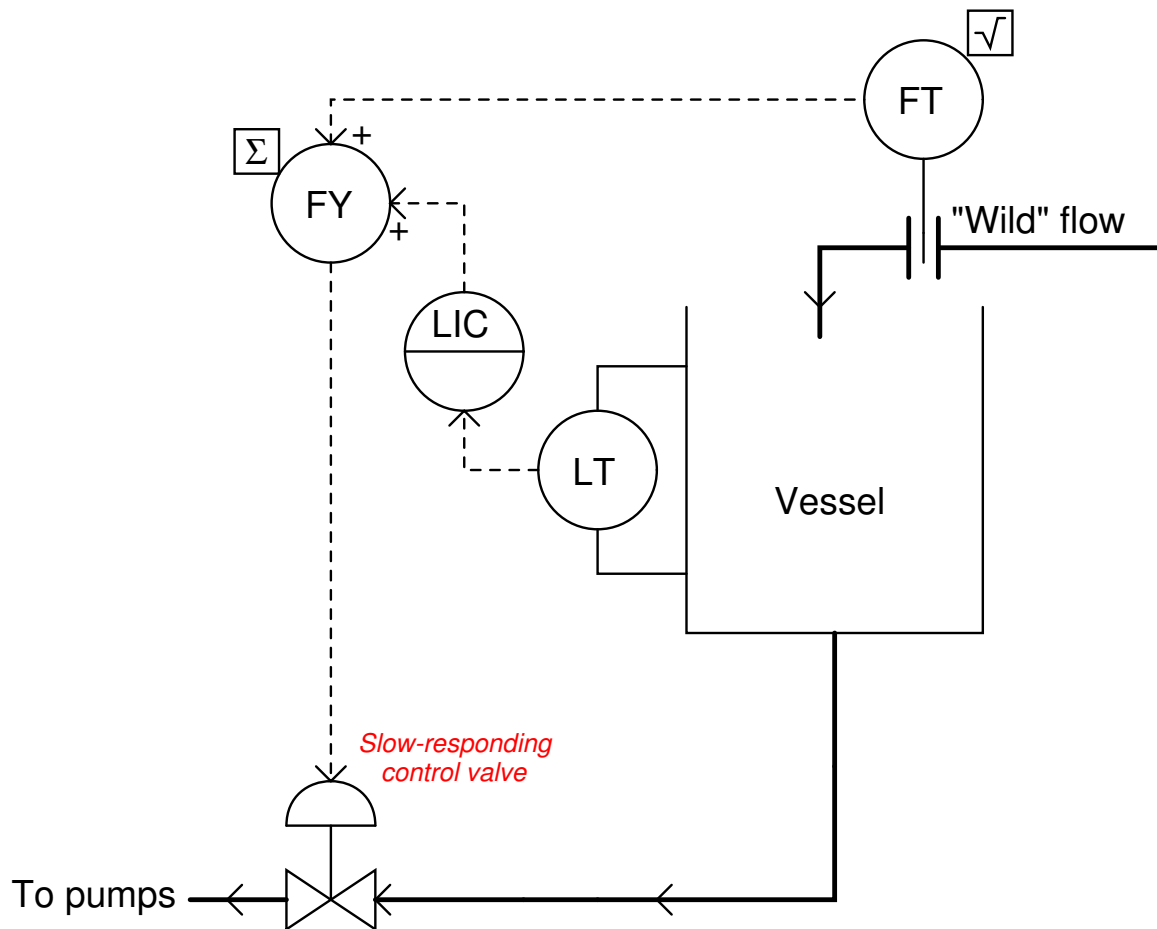 √
FT
+
Σ
FY
+
"Wild" flow
LIC
LT
Vessel
Slow-responding
control valve
To pumps